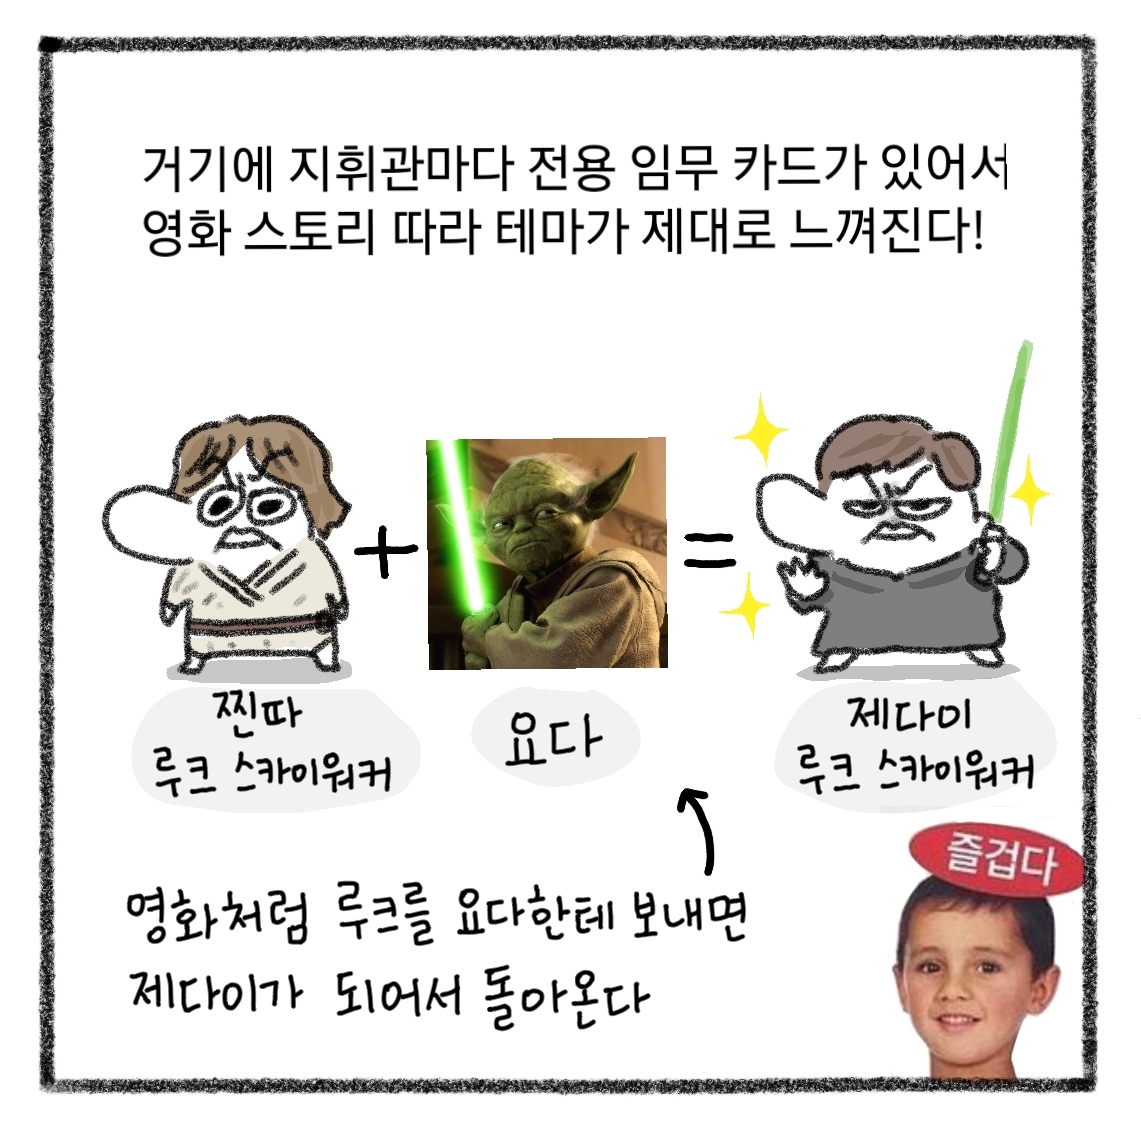 거기에 지휘관마다 전용 임무 카드가 있어서
영화 스토리 따라 테마가 제대로 느껴진다!
찐따
루크 스카이워커
+
요다
=
제다이
루크 스카이워커
영화처럼 루크를 요다한테 보내면
제다이가 되어서 돌아온다
즐겁다